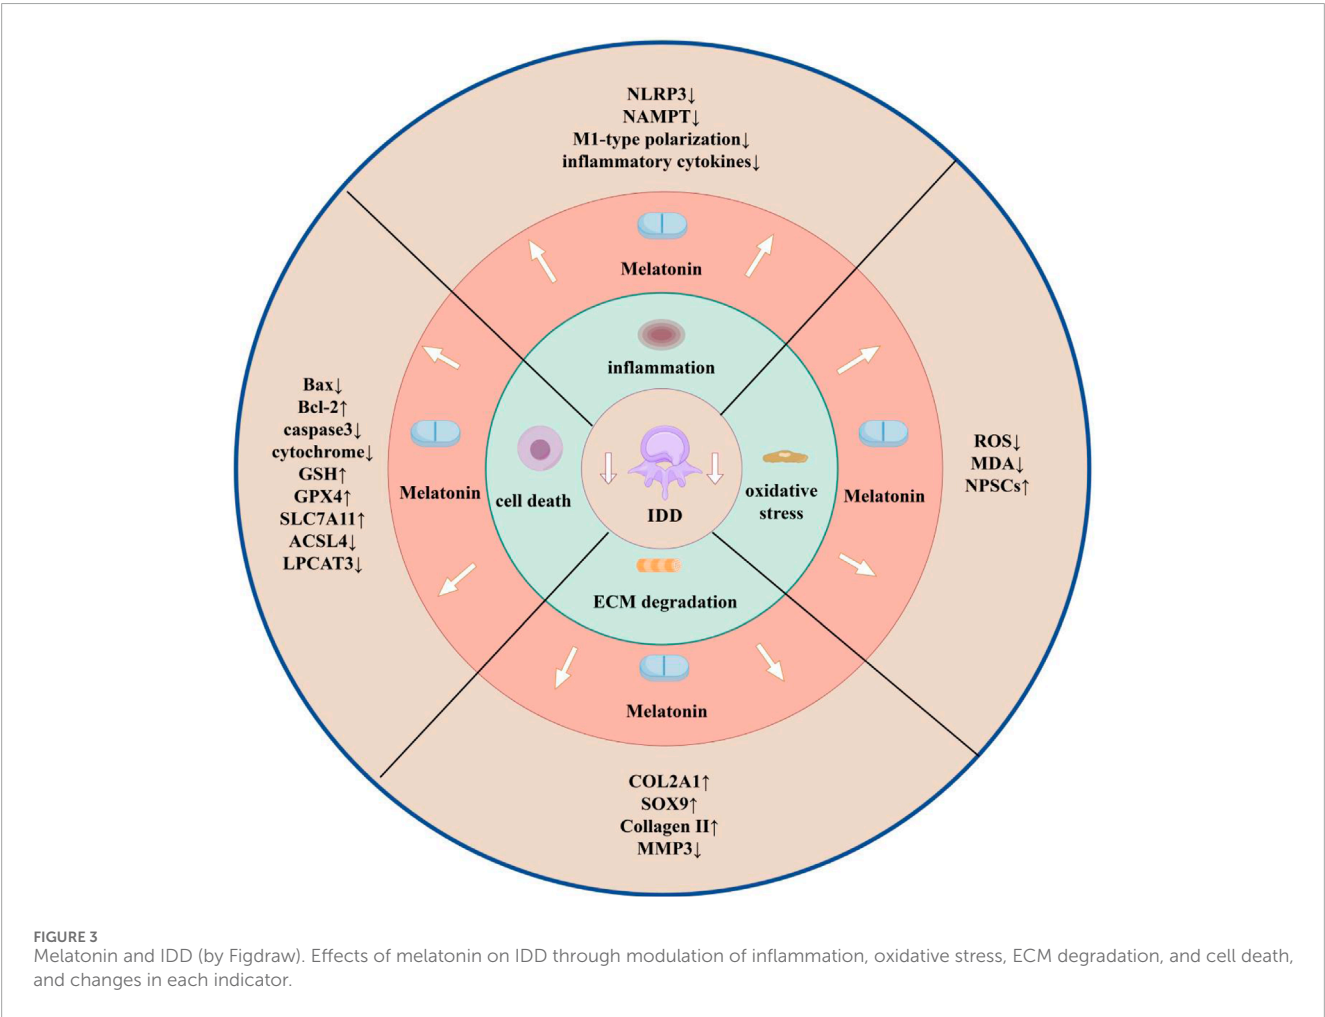 NLRP3↓
NAMPT↓
M1-type polarization↓
inflammatory cytokines↓
Melatonin
inflammation
Bax↓
Bcl-2↑
caspase3↓
cytochrome↓
GSH↑
GPX4↑
SLC7A11↑
ACSL4↓
LPCAT3↓
Melatonin
cell death
IDD
oxidative
stress
Melatonin
ROS↓
MDA↓
NPSCs↑
ECM degradation
Melatonin
COL2A1↑
SOX9↑
Collagen II↑
MMP3↓
FIGURE 3
Melatonin and IDD (by Figdraw). Effects of melatonin on IDD through modulation of inflammation, oxidative stress, ECM degradation, and cell death,
and changes in each indicator.